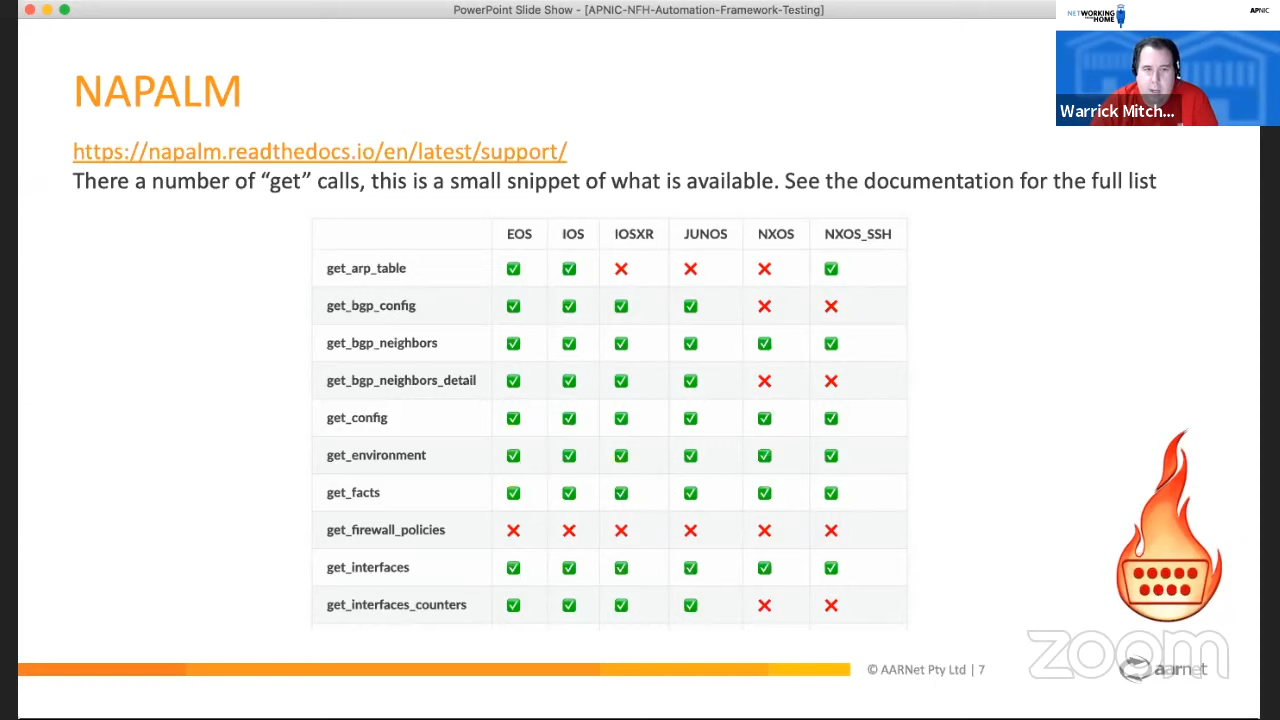 PowerPoint Slide Show - [APNIC-NFH-Automation-Framework-Testing]
NETWORKING
HOME
APNIC
Warrick Mitch...
NAPALM
https://napalm.readthedocs.io/en/latest/support/
There a number of “get” calls, this is a small snippet of what is available. See the documentation for the full list
EOS IOS IOSXR JUNOS NXOS NXOS_SSH
get_arp_table ✅ ✅ ❌ ❌ ❌ ✅
get_bgp_config ✅ ✅ ✅ ✅ ❌ ❌
get_bgp_neighbors ✅ ✅ ✅ ✅ ✅ ✅
get_bgp_neighbors_detail ✅ ✅ ✅ ✅ ❌ ❌
get_config ✅ ✅ ✅ ✅ ✅ ✅
get_environment ✅ ✅ ✅ ✅ ✅ ✅
get_facts ✅ ✅ ✅ ✅ ✅ ✅
get_firewall_policies ❌ ❌ ❌ ❌ ❌ ❌
get_interfaces ✅ ✅ ✅ ✅ ✅ ✅
get_interfaces_counters ✅ ✅ ✅ ✅ ❌ ❌
© AARNet Pty Ltd | 7
zoom
aarnet